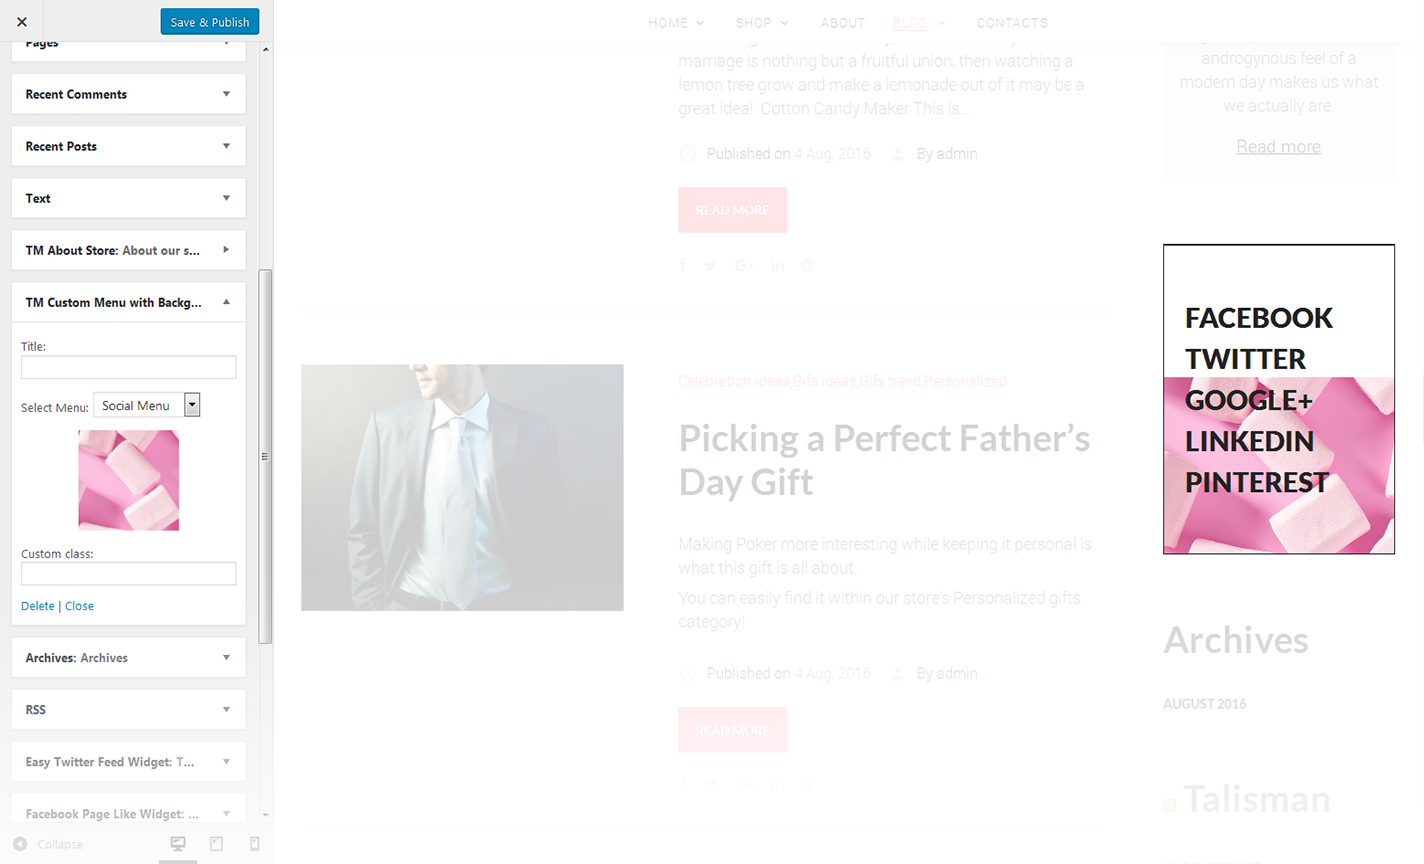 Save & Publish
Pages
Recent Comments
Recent Posts
Text
TM About Store: About our s...
TM Custom Menu with Backg...
Title:
Select Menu: Social Menu
Custom class:
Delete | Close
Archives: Archives
RSS
Easy Twitter Feed Widget: T...
Facebook Page Like Widget: ...
Collapse
HOME
SHOP
ABOUT
BLOG
CONTACTS
marriage is nothing but a fruitful union, then watching a
lemon tree grow and make a lemonade out of it may be a
great idea!  Cotton Candy Maker This is...
Published on 4 Aug, 2016
By admin
READ MORE
G+
Celebration ideas,Gifs ideas,Gifs trend,Personalized
Picking a Perfect Father’s
Day Gift
Making Poker more interesting while keeping it personal is
what this gift is all about.
You can easily find it within our store's Personalized gifts
category!
Published on 4 Aug, 2016
By admin
READ MORE
androgynous feel of a
modern day makes us what
we actually are.
Read more
FACEBOOK
TWITTER
GOOGLE+
LINKEDIN
PINTEREST
Archives
AUGUST 2016
Talisman